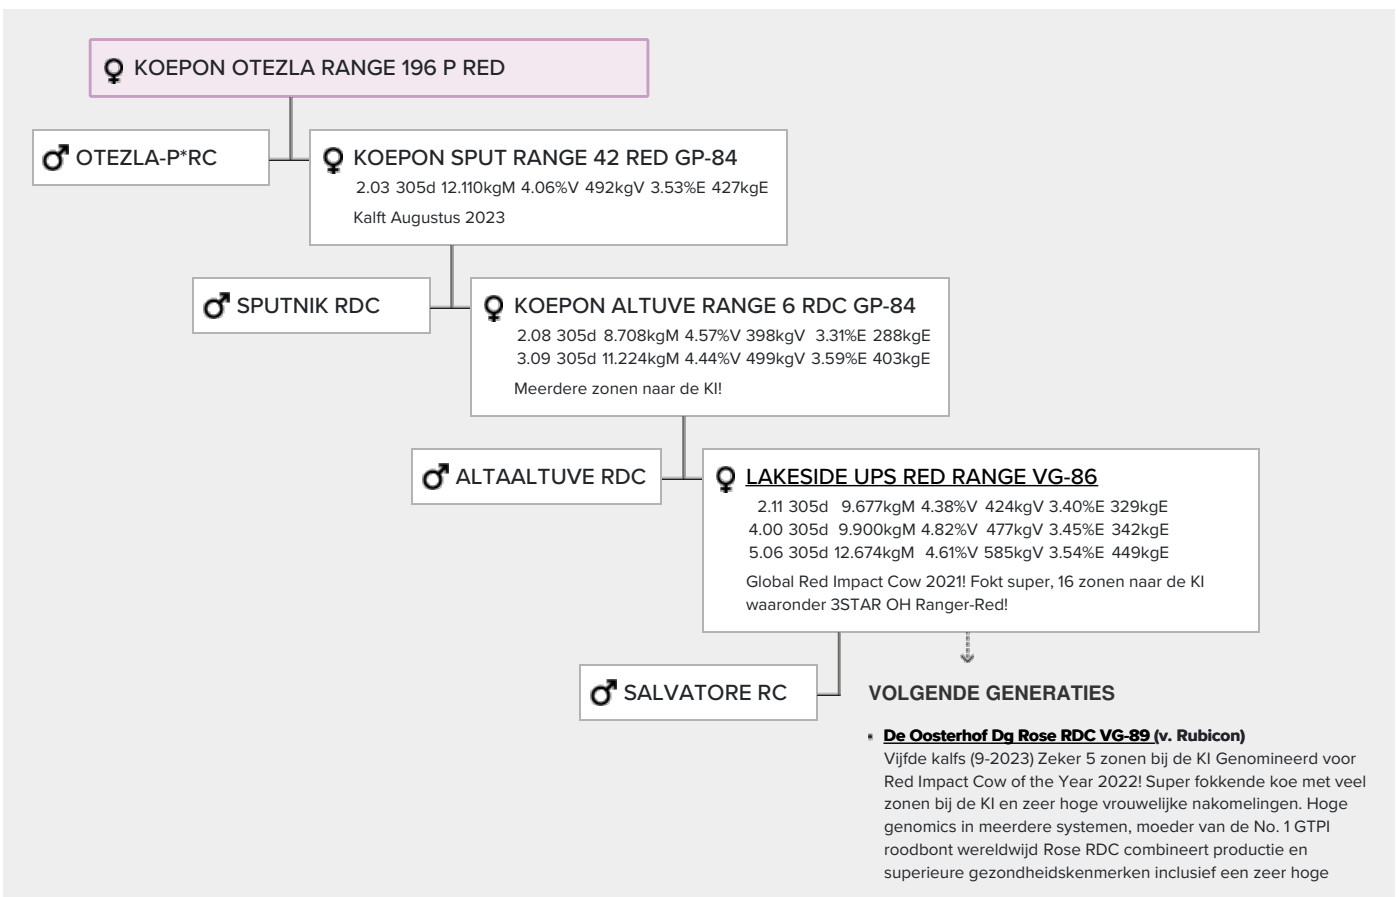 KOEPON OTEZLA RANGE 196 P RED
OTEZLA-P*RC
KOEPON SPUT RANGE 42 RED GP-84
2.03 305d 12.110kgM 4.06%V 492kgV 3.53%E 427kgE
Kalft Augustus 2023
SPUTNIK RDC
KOEPON ALTUVE RANGE 6 RDC GP-84
2.08 305d 8.708kgM 4.57%V 398kgV 3.31%E 288kgE
3.09 305d 11.224kgM 4.44%V 499kgV 3.59%E 403kgE
Meerdere zonen naar de KI!
ALTAALTUVE RDC
LAKESIDE UPS RED RANGE VG-86
2.11 305d 9.677kgM 4.38%V 424kgV 3.40%E 329kgE
4.00 305d 9.900kgM 4.82%V 477kgV 3.45%E 342kgE
5.06 305d 12.674kgM 4.61%V 585kgV 3.54%E 449kgE
Global Red Impact Cow 2021! Fokt super, 16 zonen naar de KI
waaronder 3STAR OH Ranger-Red!
SALVATORE RC
VOLGENDE GENERATIES
▪ De Oosterhof Dg Rose RDC VG-89 (v. Rubicon)
Vijfde kalfs (9-2023) Zeker 5 zonen bij de KI Genomineerd voor
Red Impact Cow of the Year 2022! Super fokkende koe met veel
zonen bij de KI en zeer hoge vrouwelijke nakomelingen. Hoge
genomics in meerdere systemen, moeder van de No. 1 GTPI
roodbont wereldwijd Rose RDC combineert productie en
superieure gezondheidskenmerken inclusief een zeer hoge